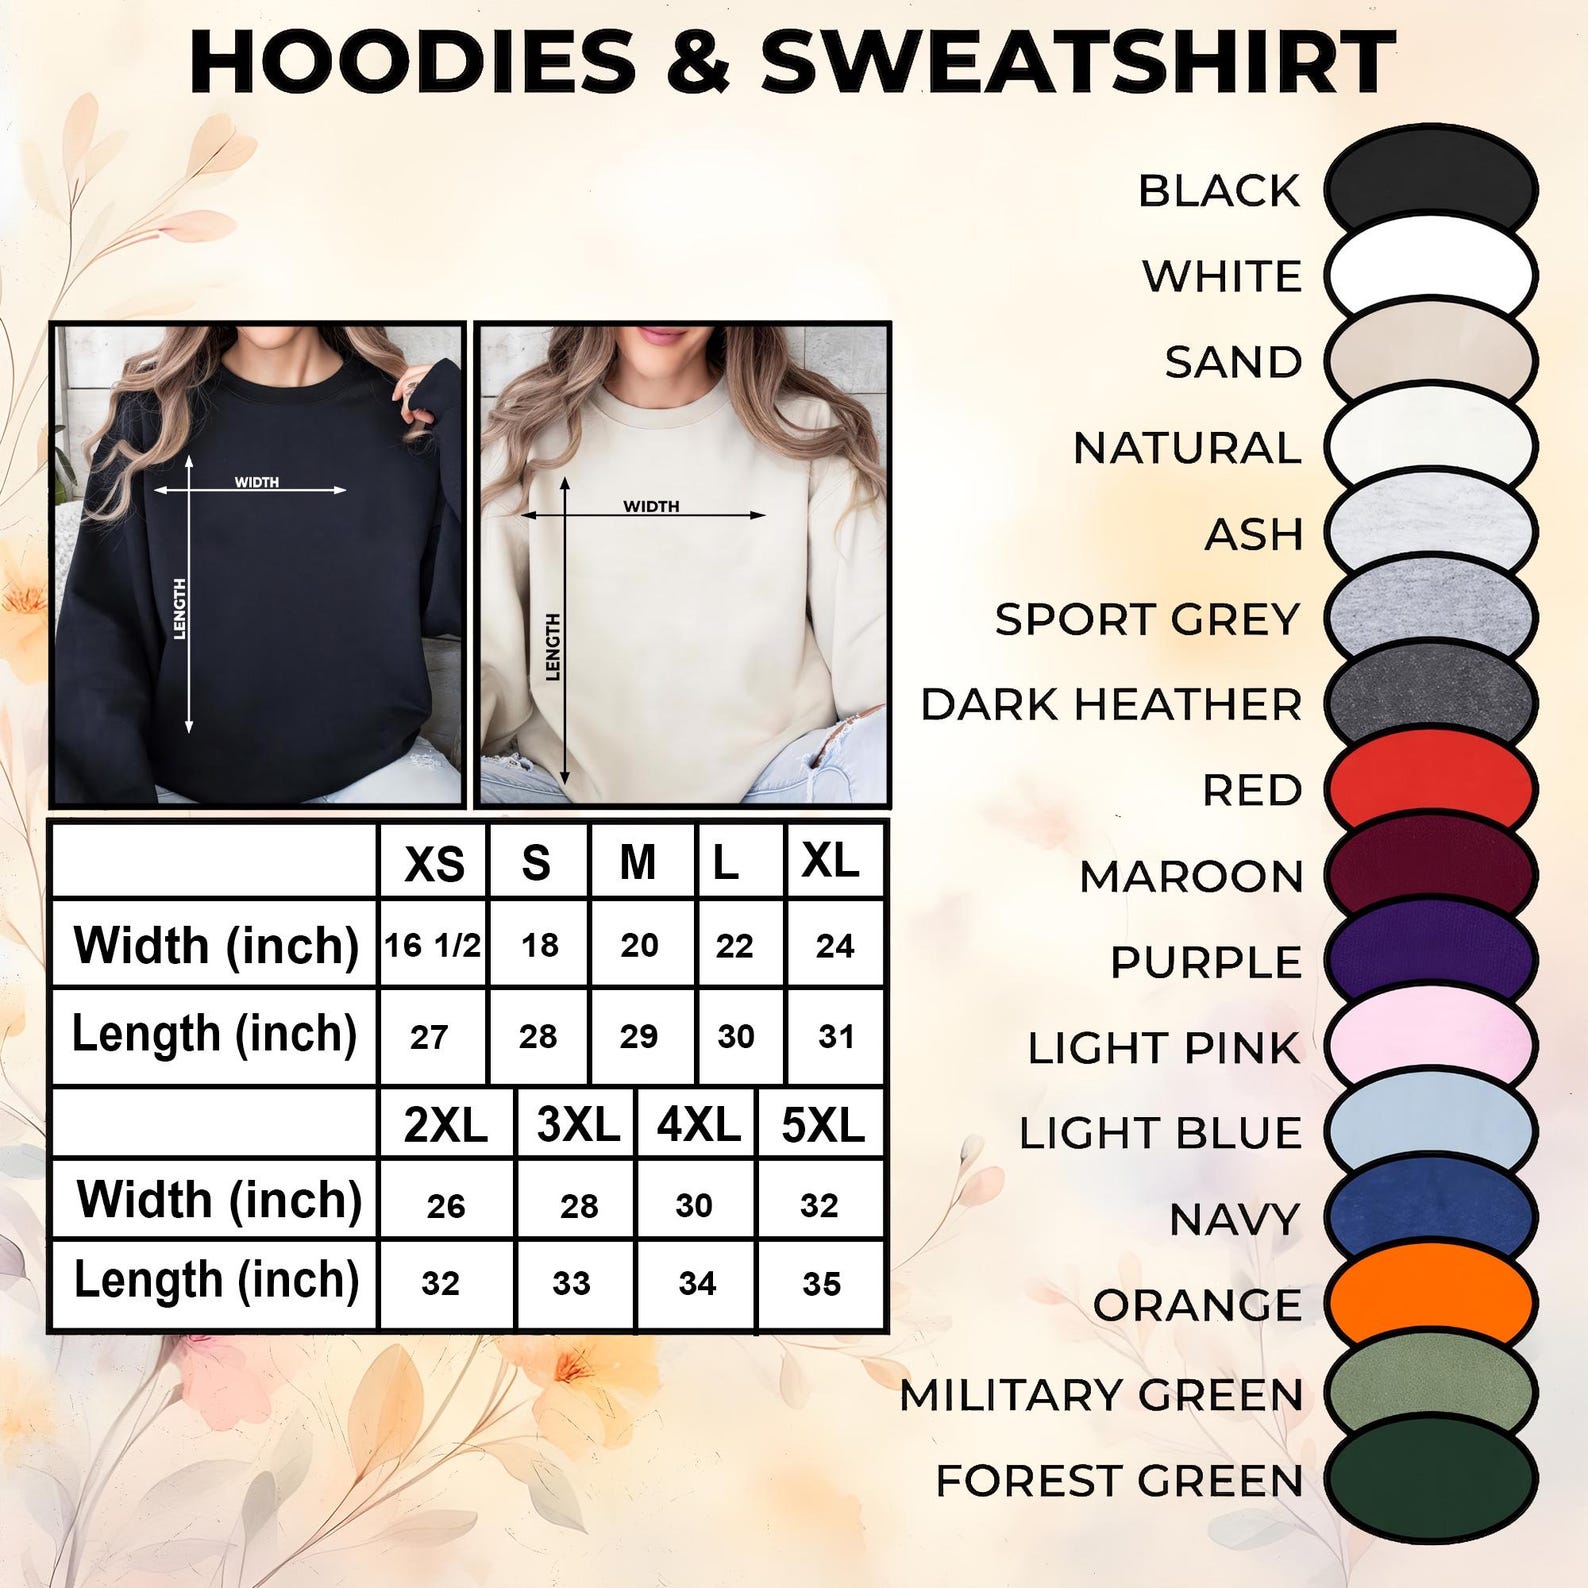 HOODIES & SWEATSHIRT
WIDTH
LENGTH
WIDTH
LENGTH
XS S M L XL
Width (inch) 16 1/2 18 20 22 24
Length (inch) 27 28 29 30 31
2XL 3XL 4XL 5XL
Width (inch) 26 28 30 32
Length (inch) 32 33 34 35
BLACK
WHITE
SAND
NATURAL
ASH
SPORT GREY
DARK HEATHER
RED
MAROON
PURPLE
LIGHT PINK
LIGHT BLUE
NAVY
ORANGE
MILITARY GREEN
FOREST GREEN